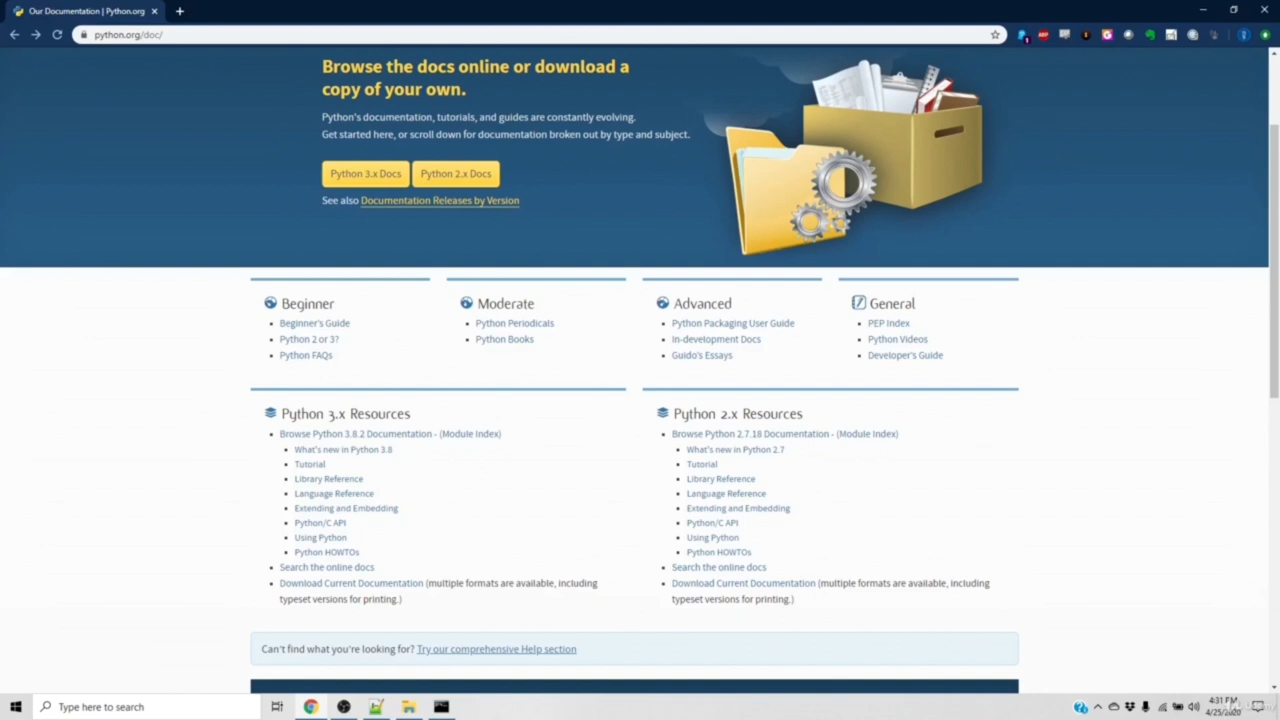 Our Documentation | Python.org
python.org/doc/
Browse the docs online or download a
copy of your own.
Python's documentation, tutorials, and guides are constantly evolving.
Get started here, or scroll down for documentation broken out by type and subject.
Python 3.x Docs
Python 2.x Docs
See also Documentation Releases by Version
Beginner
Beginner's Guide
Python 2 or 3?
Python FAQs
Moderate
Python Periodicals
Python Books
Advanced
Python Packaging User Guide
In-development Docs
Guido's Essays
General
PEP Index
Python Videos
Developer's Guide
Python 3.x Resources
Browse Python 3.8.2 Documentation - (Module Index)
What's new in Python 3.8
Tutorial
Library Reference
Language Reference
Extending and Embedding
Python/C API
Using Python
Python HOWTOs
Search the online docs
Download Current Documentation (multiple formats are available, including
typeset versions for printing.)
Python 2.x Resources
Browse Python 2.7.18 Documentation - (Module Index)
What's new in Python 2.7
Tutorial
Library Reference
Language Reference
Extending and Embedding
Python/C API
Using Python
Python HOWTOs
Search the online docs
Download Current Documentation (multiple formats are available, including
typeset versions for printing.)
Can't find what you're looking for? Try our comprehensive Help section
Type here to search
4:31 PM
4/25/2020